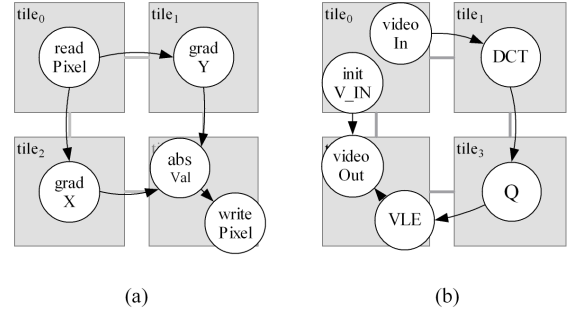 tile0
read
Pixel
tile1
grad
Y
tile2
grad
X
abs
Val
write
Pixel
(a)
tile0
video
In
init
V_IN
tile1
DCT
video
Out
VLE
tile3
Q
(b)